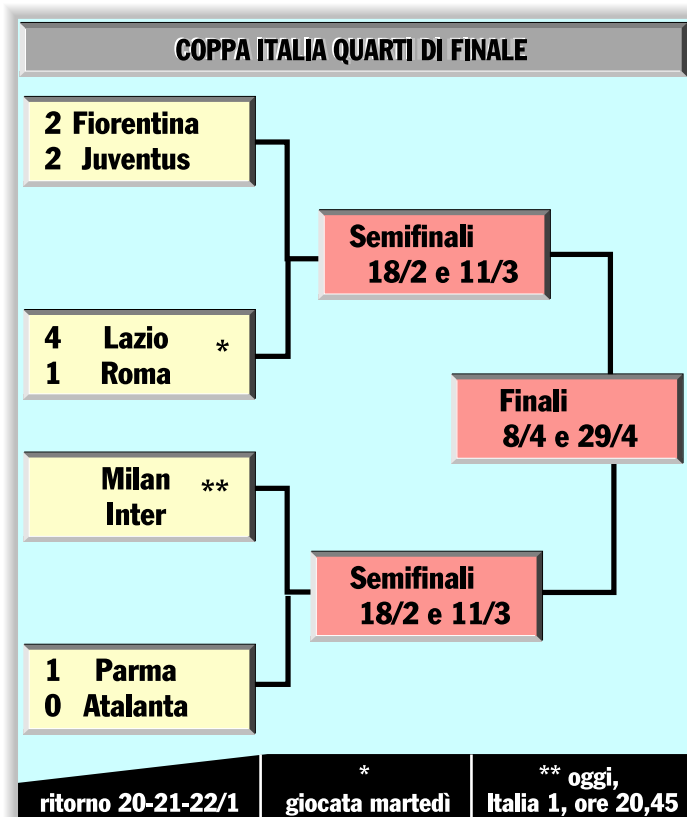 COPPA ITALIA QUARTI DI FINALE
2 Fiorentina
2 Juventus
Semifinali
18/2 e 11/3
4 Lazio *
1 Roma
Finali
8/4 e 29/4
Milan **
Inter
Semifinali
18/2 e 11/3
1 Parma
0 Atalanta
ritorno 20-21-22/1
*
giocata martedì
** oggi,
Italia 1, ore 20,45